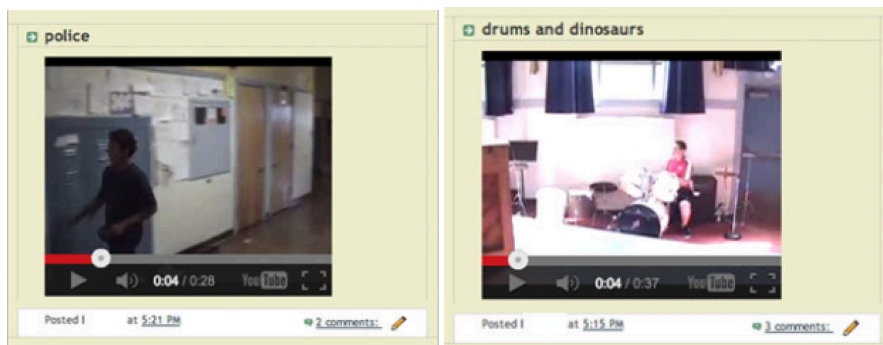 police
0:04 / 0:28 YouTube
Posted at 5:21 PM
2 comments:
drums and dinosaurs
0:04 / 0:37 YouTube
Posted at 5:15 PM
3 comments: